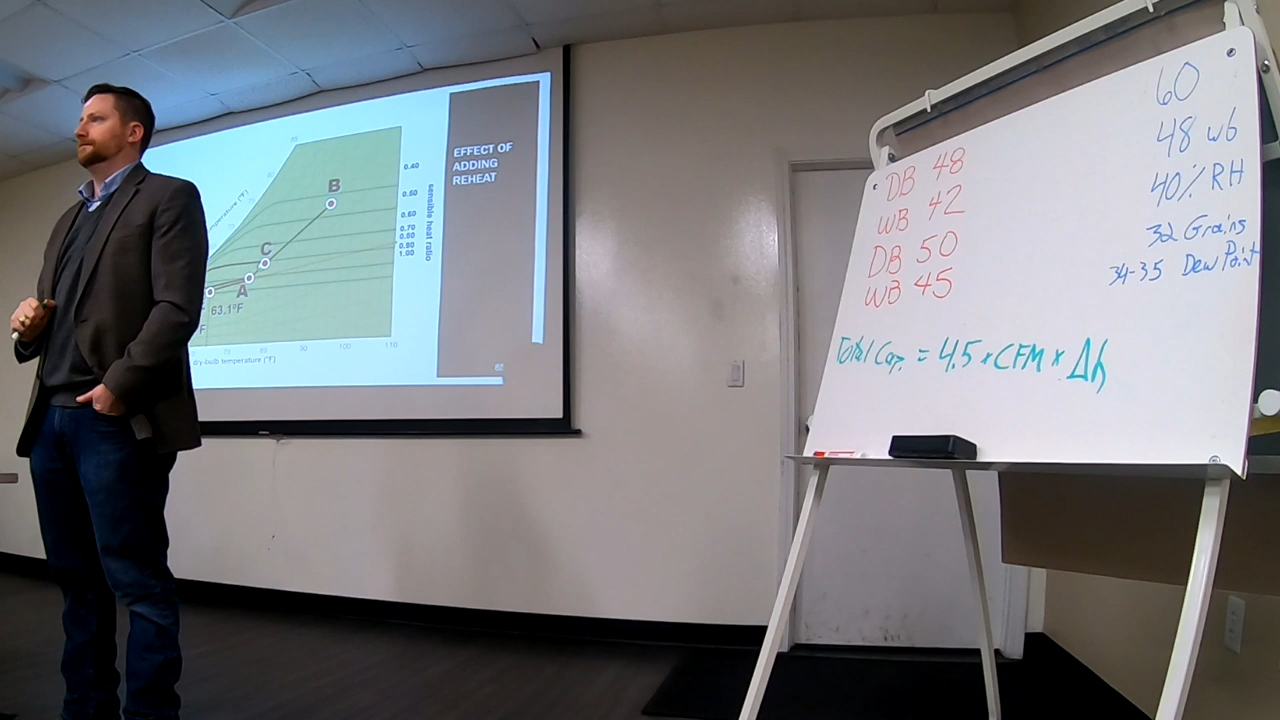 EFFECT OF
ADDING
REHEAT
B
C
A
63.1°F
F
0.40
0.50
0.60
0.70
0.80
1.00
sensible heat ratio
80
90
100
110
dry-bulb temperature (°F)
DB 48
WB 42
DB 50
WB 45
Total Cap. = 4.5 × CFM × Δh
60
48 wb
40% RH
32 Grains
34-35 Dew Point